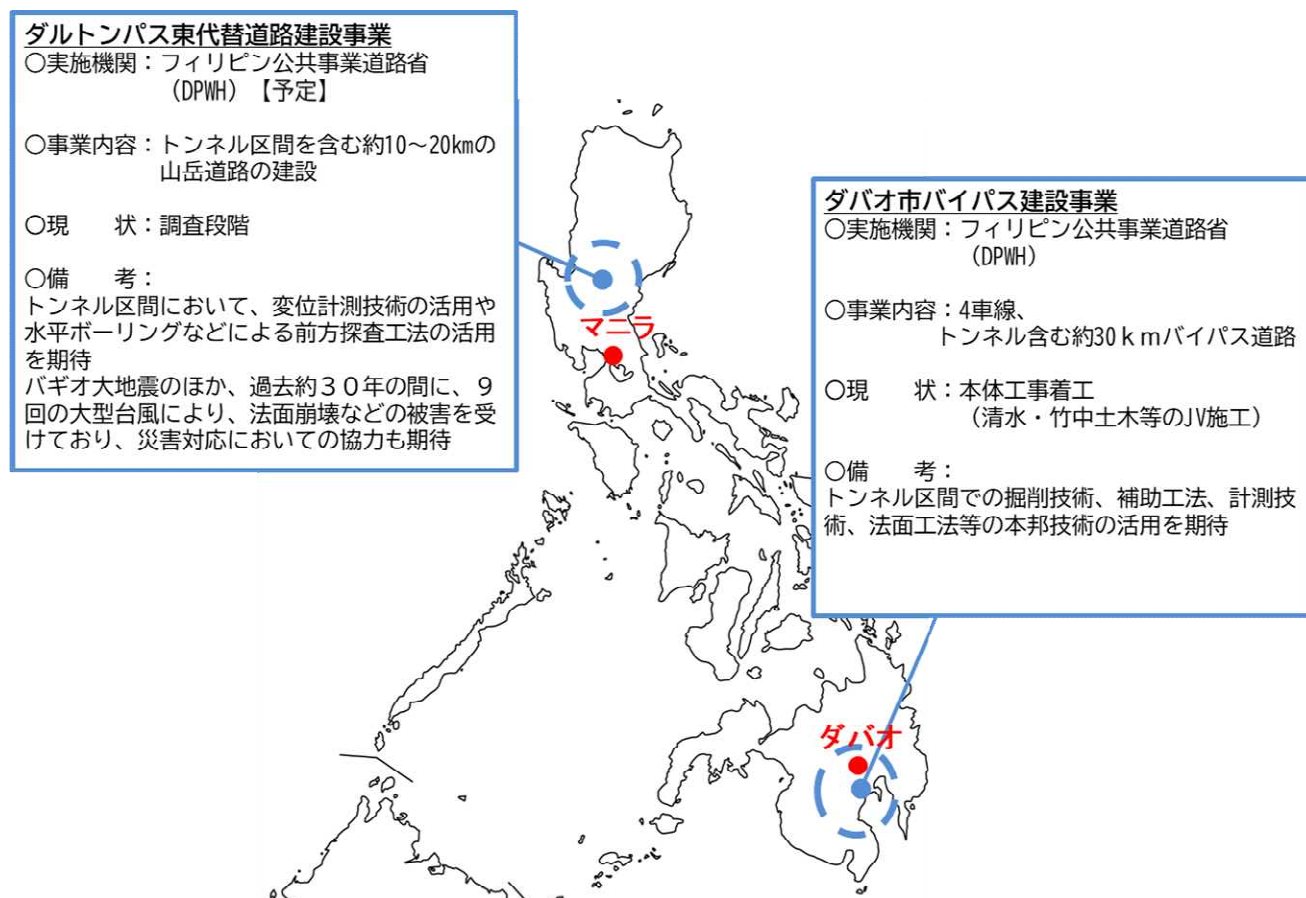 ダルトンパス東代替道路建設事業
〇実施機関：フィリピン公共事業道路省
（DPWH）【予定】
〇事業内容：トンネル区間を含む約10～20kmの
山岳道路の建設
〇現　　状：調査段階
〇備　　考：
トンネル区間において、変位計測技術の活用や
水平ボーリングなどによる前方探査工法の活用
を期待
バギオ大地震のほか、過去約３０年の間に、９
回の大型台風により、法面崩壊などの被害を受
けており、災害対応においての協力も期待
マニラ
ダバオ市バイパス建設事業
〇実施機関：フィリピン公共事業道路省
（DPWH）
〇事業内容：4車線、
トンネル含む約30ｋｍバイパス道路
〇現　　状：本体工事着工
（清水・竹中土木等のJV施工）
〇備　　考：
トンネル区間での掘削技術、補助工法、計測技
術、法面工法等の本邦技術の活用を期待
ダバオ